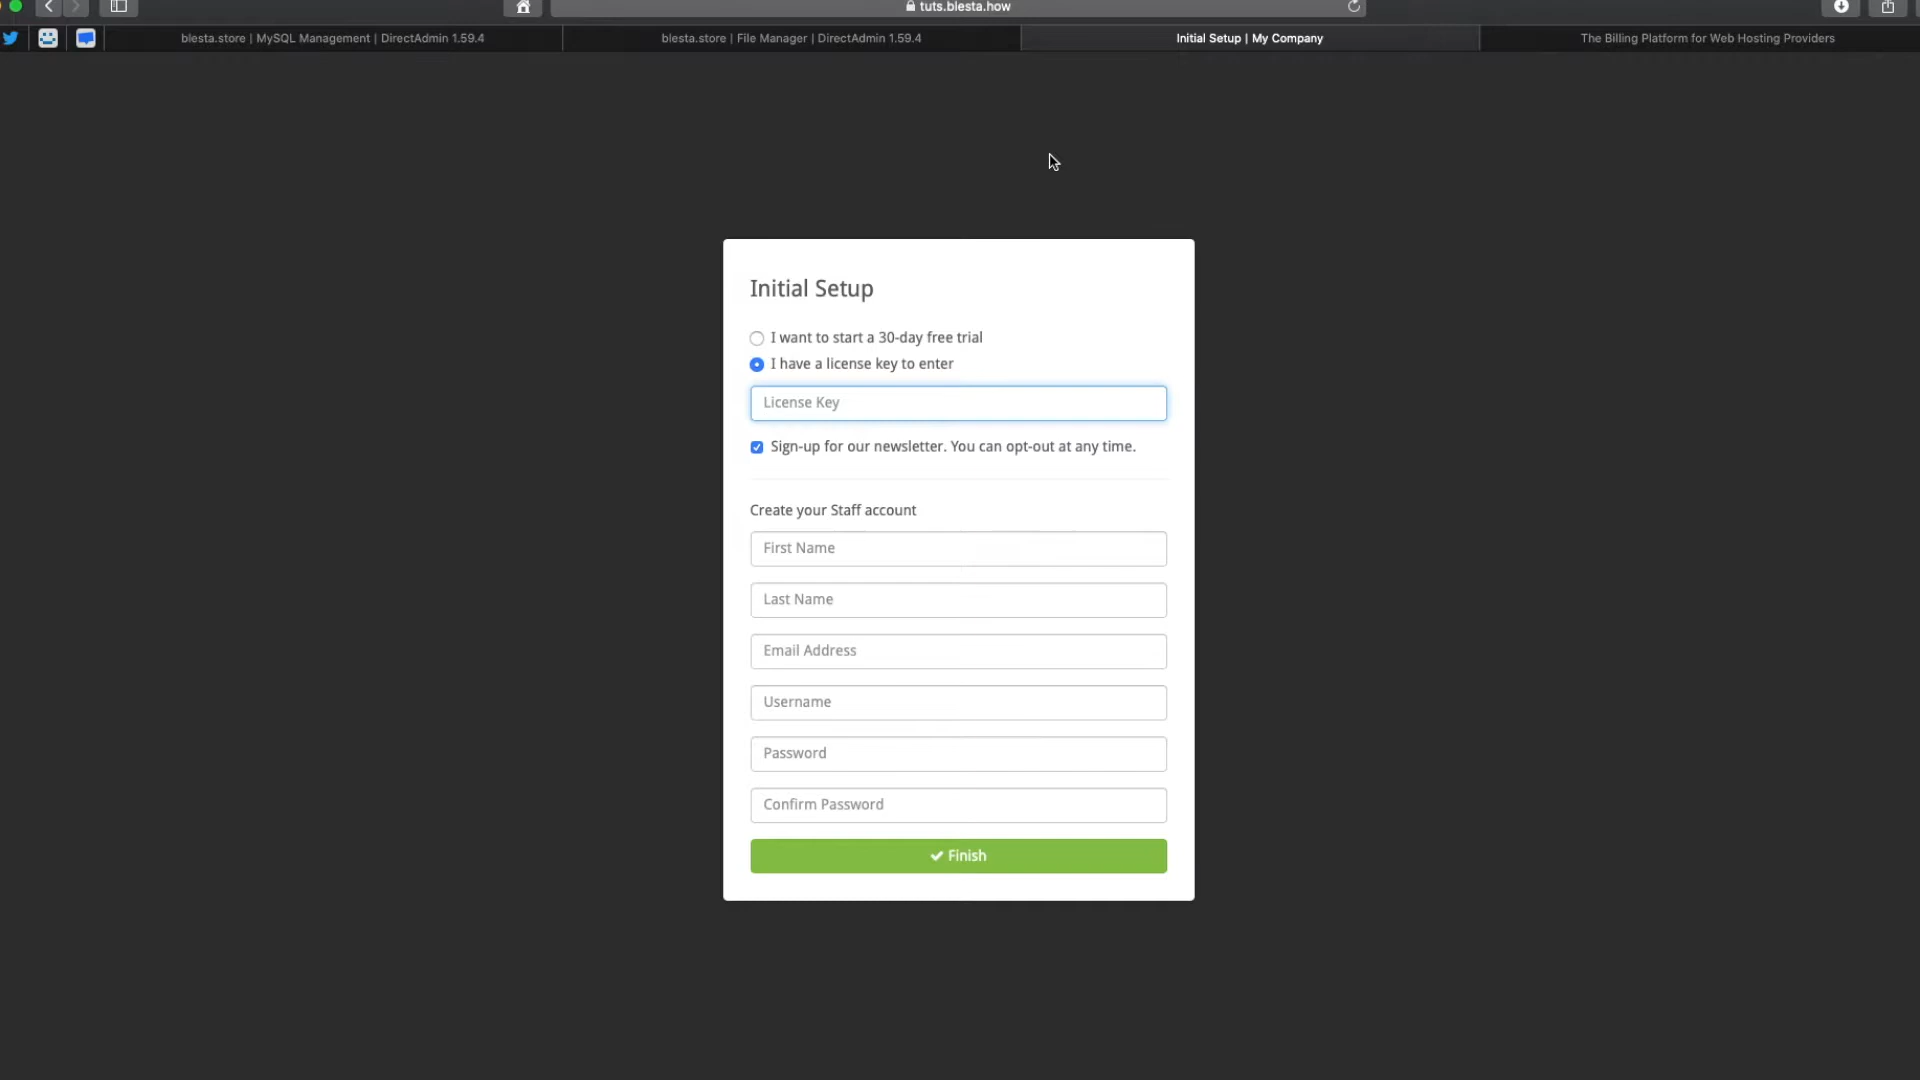 tuts.blesta.how
blesta.store | MySQL Management | DirectAdmin 1.59.4
blesta.store | File Manager | DirectAdmin 1.59.4
Initial Setup | My Company
The Billing Platform for Web Hosting Providers
Initial Setup
I want to start a 30-day free trial
I have a license key to enter
License Key
Sign-up for our newsletter. You can opt-out at any time.
Create your Staff account
First Name
Last Name
Email Address
Username
Password
Confirm Password
Finish